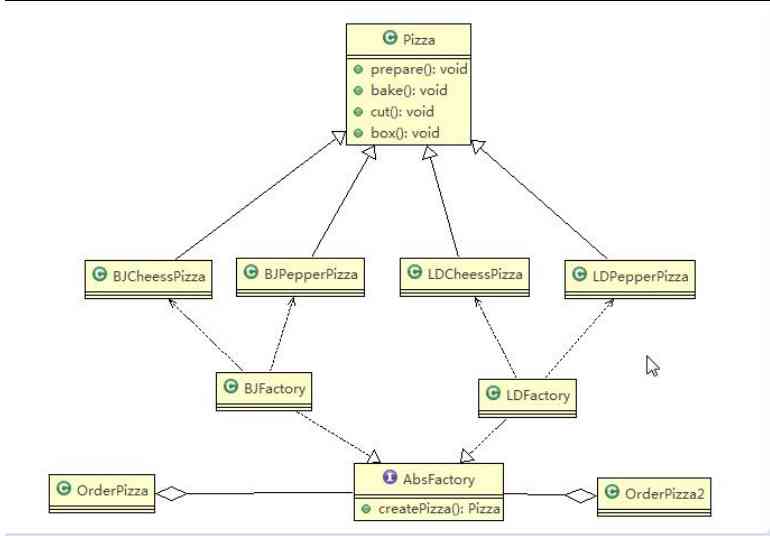 C Pizza
prepare(): void
bake(): void
cut(): void
box(): void
C BJCheessPizza
C BJPepperPizza
C LDCheessPizza
C LDPepperPizza
C BJFactory
C LDFactory
C OrderPizza
I AbsFactory
createPizza(): Pizza
C OrderPizza2